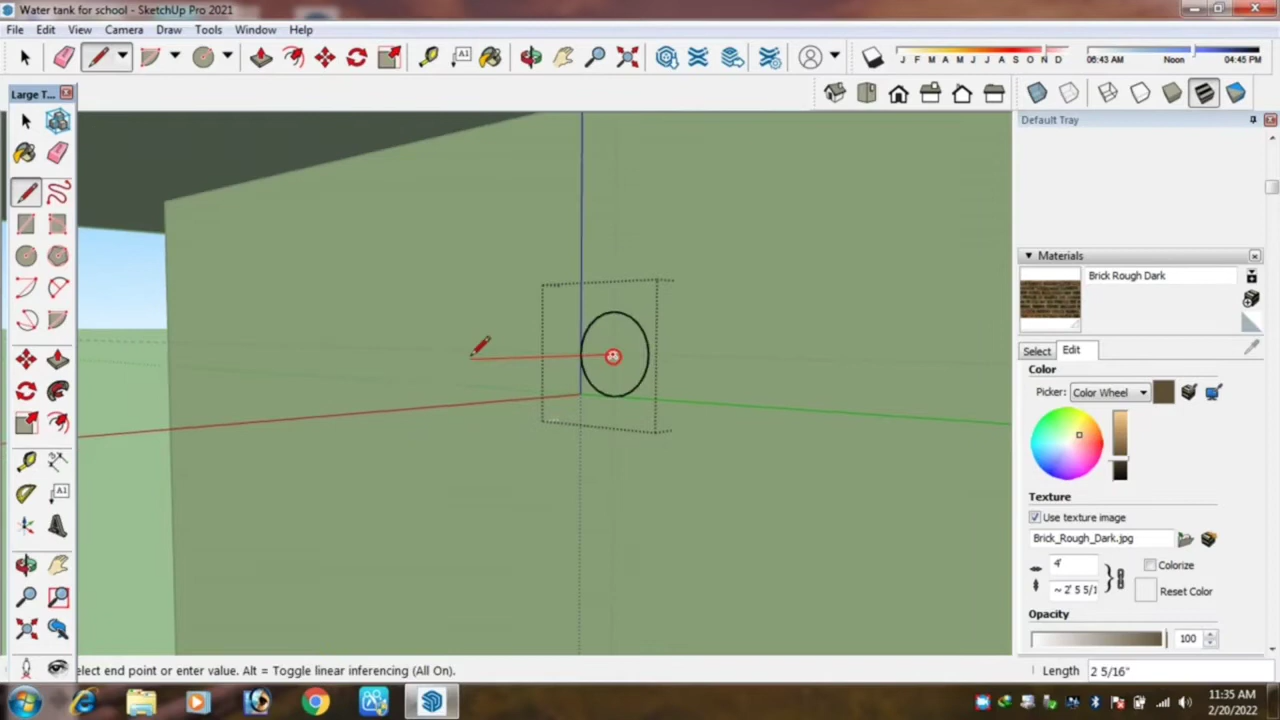 Water tank for school - SketchUp Pro 2021
File Edit View Camera Draw Tools Window Help
A1
J F M A M J J A S O N D
06:43 AM Noon 04:45 PM
Large T...
Default Tray
Materials
Brick Rough Dark
Select Edit
Color
Picker: Color Wheel
Texture
Use texture image
Brick_Rough_Dark.jpg
4'
Colorize
~ 2' 5 5/1
Reset Color
Opacity
100
A1
elect end point or enter value. Alt = Toggle linear inferencing (All On).
Length 2 5/16"
11:35 AM
2/20/2022